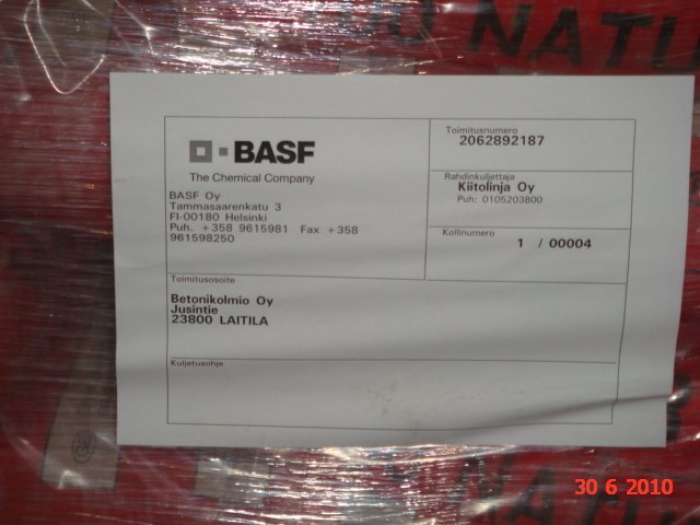 NATU
BASF
The Chemical Company
BASF Oy
Tammasaarenkatu 3
FI-00180 Helsinki
Puh. +358 9615981 Fax +358
961598250
Toimitusnumero
2062892187
Rahdinkuljettaja
Kiitolinja Oy
Puh: 0105203800
Kollinumero
1 / 00004
Toimitusosoite
Betonikolmio Oy
Jusintie
23800 LAITILA
Kuljetusohje
30 6 2010